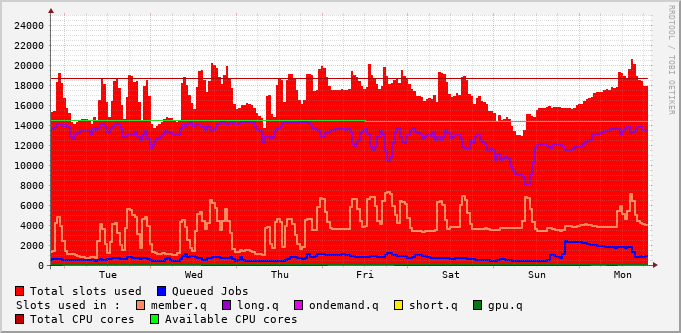 24000
22000
20000
18000
16000
14000
12000
10000
8000
6000
4000
2000
0
Tue Wed Thu Fri Sat Sun Mon
Total slots used Queued Jobs
Slots used in : member.q long.q ondemand.q short.q gpu.q
Total CPU cores Available CPU cores
RRDTOOL / TOBI OETIKER